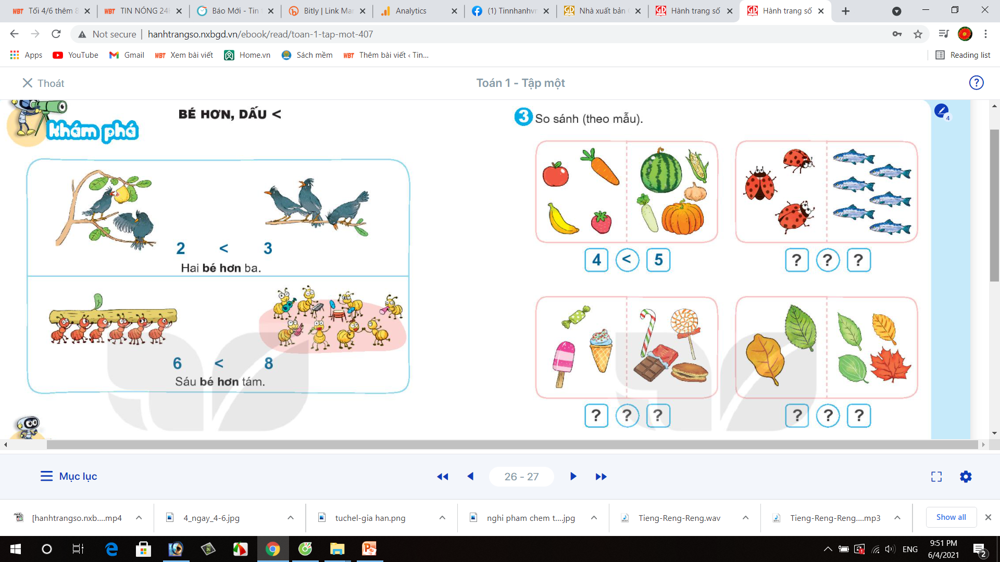 Tối 4/6 thêm 8
TIN NÓNG 24H
Báo Mới - Tin
Bitly | Link Mar
Analytics
(1) Tinnhanhvn
Nhà xuất bản
Hành trang số
Hành trang số
Not secure | hanhtrangso.nxbgd.vn/ebook/read/toan-1-tap-mot-407
Apps
YouTube
Gmail
WBT Xem bài viết
Home.vn
Sách mềm
WBT Thêm bài viết ‹ Tin...
Reading list
Thoát
Toán 1 - Tập một
Khám phá
BÉ HƠN, DẤU <
2 < 3
Hai bé hơn ba.
6 < 8
Sáu bé hơn tám.
3 So sánh (theo mẫu).
4
4 < 5
? ? ?
? ? ?
? ? ?
Mục lục
26 - 27
[hanhtrangso.nxb....mp4
4_ngay_4-6.jpg
tuchel-gia han.png
nghi pham chem t....jpg
Tieng-Reng-Reng.wav
Tieng-Reng-Reng....mp3
Show all
ENG
9:51 PM
6/4/2021
2